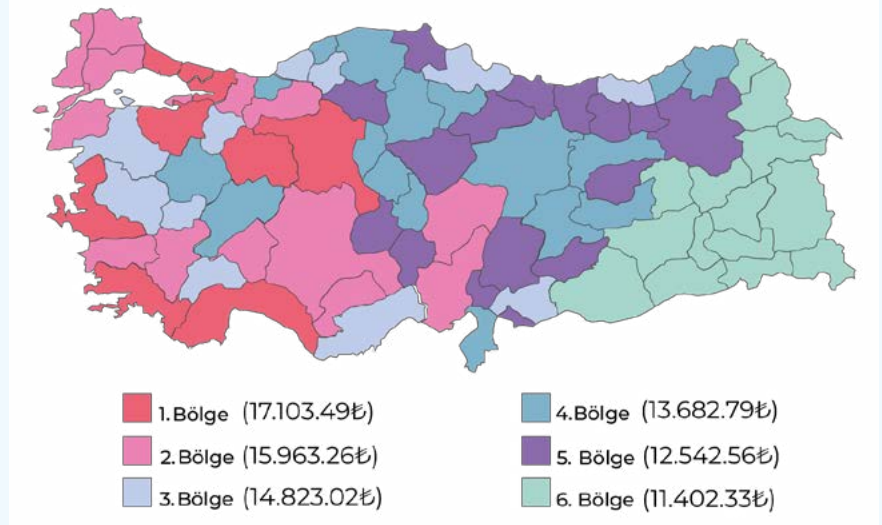 1.Bölge (17.103.49₺)
2.Bölge (15.963.26₺)
3.Bölge (14.823.02₺)
4.Bölge (13.682.79₺)
5. Bölge (12.542.56₺)
6. Bölge (11.402.33₺)